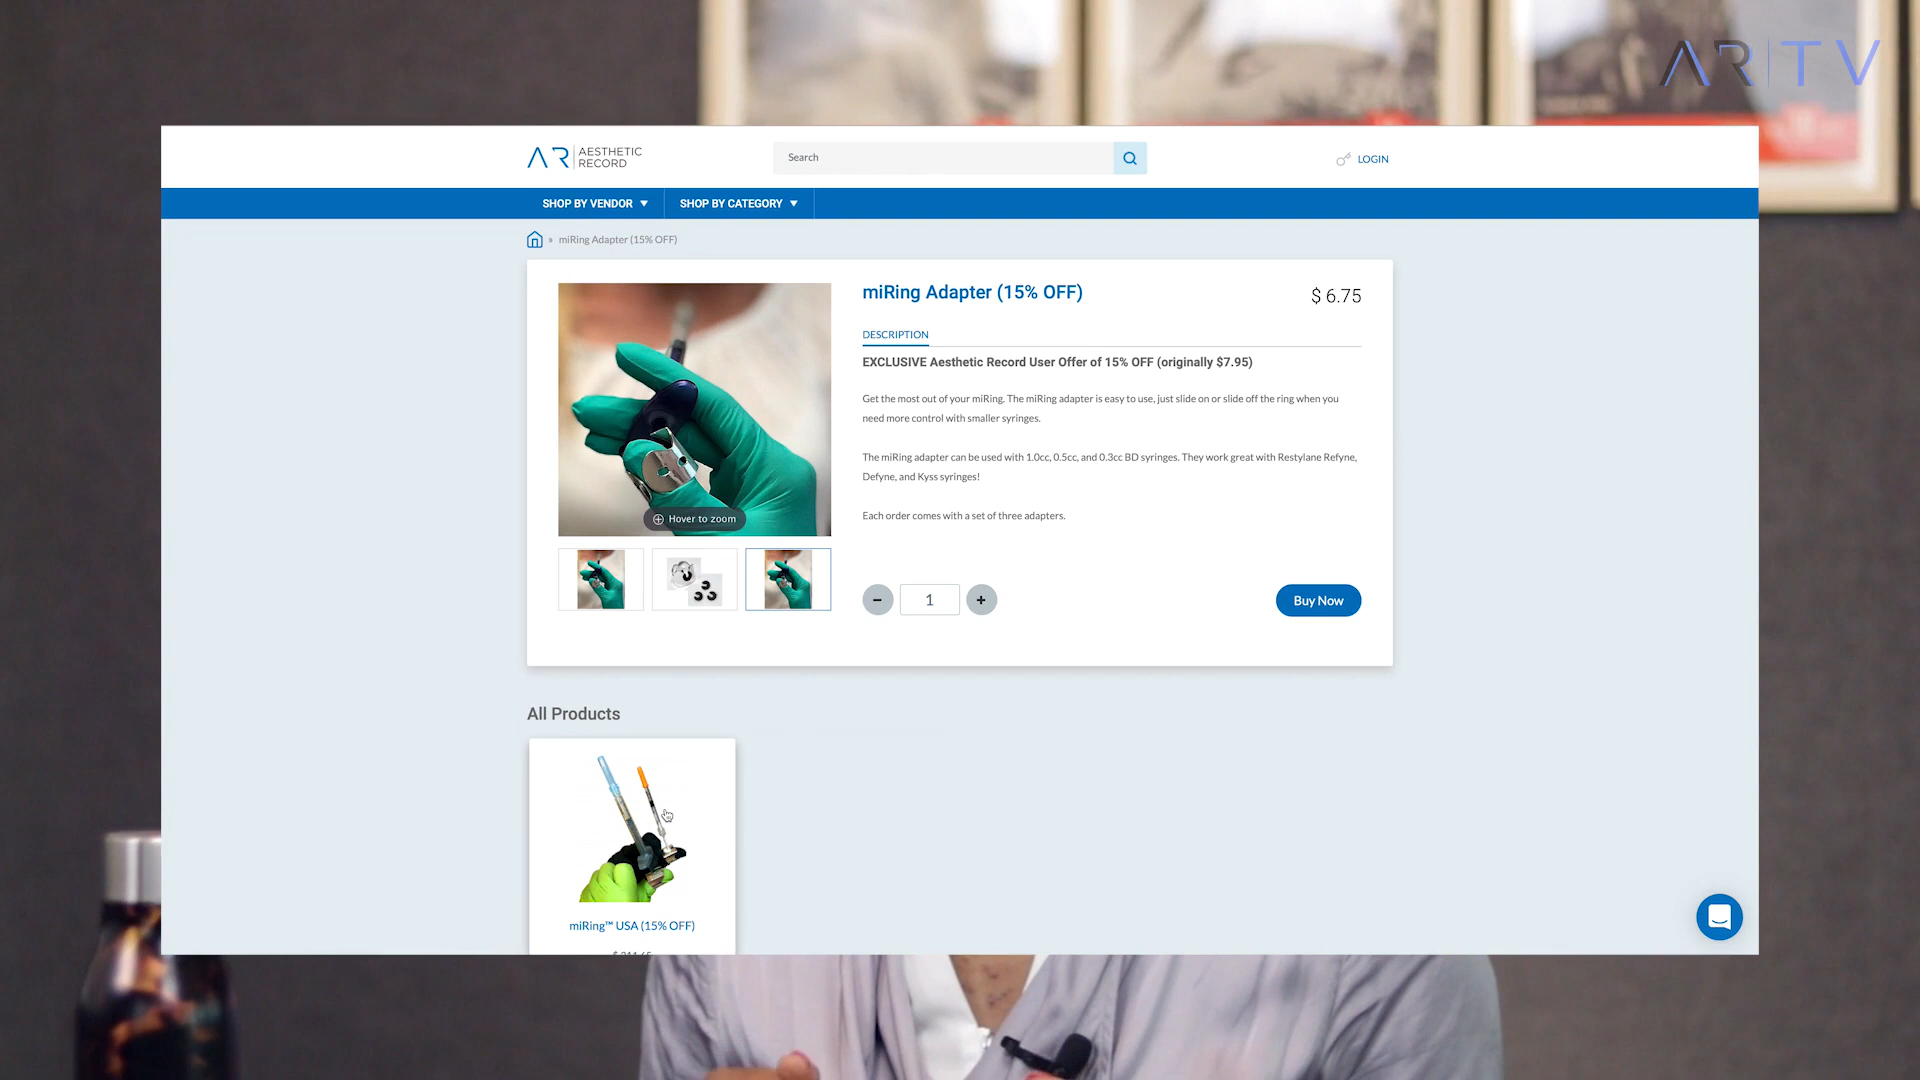 AR|TV
AR AESTHETIC
RECORD
Search
LOGIN
SHOP BY VENDOR
SHOP BY CATEGORY
» miRing Adapter (15% OFF)
miRing Adapter (15% OFF)
$ 6.75
DESCRIPTION
EXCLUSIVE Aesthetic Record User Offer of 15% OFF (originally $7.95)
Get the most out of your miRing. The miRing adapter is easy to use, just slide on or slide off the ring when you
need more control with smaller syringes.
The miRing adapter can be used with 1.0cc, 0.5cc, and 0.3cc BD syringes. They work great with Restylane Refyne,
Defyne, and Kyss syringes!
Each order comes with a set of three adapters.
Hover to zoom
1
Buy Now
All Products
miRing™ USA (15% OFF)